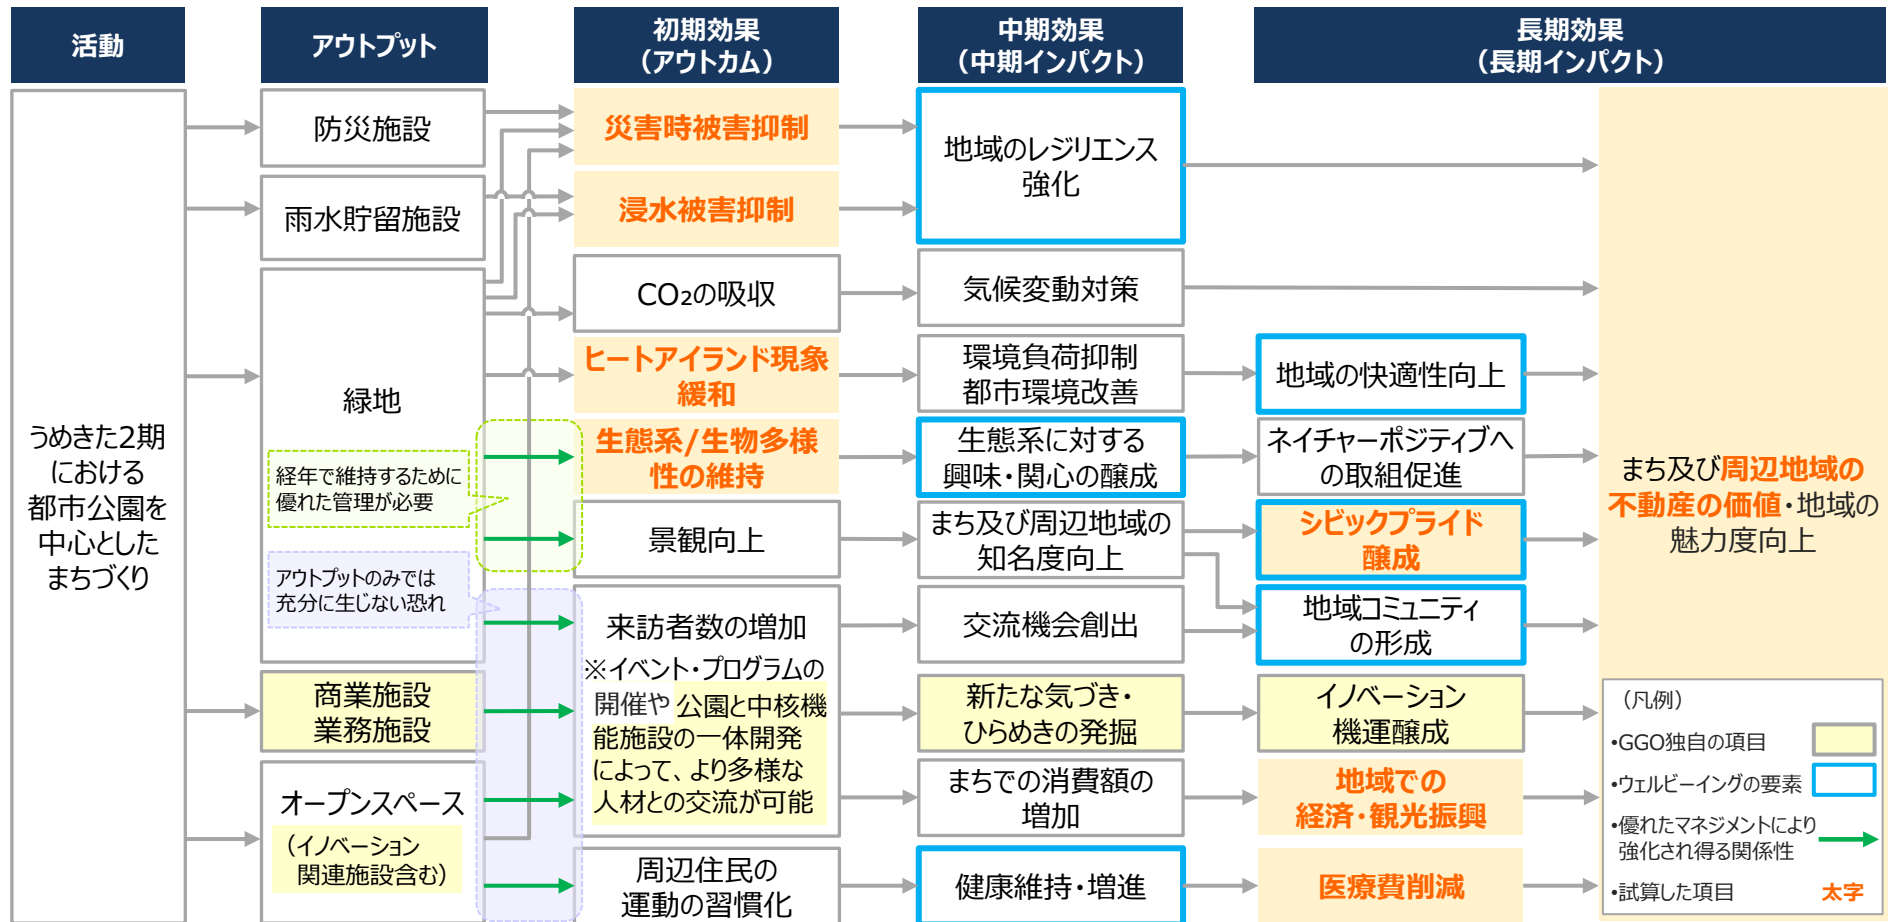 活動
アウトプット
初期効果
（アウトカム）
中期効果
（中期インパクト）
長期効果
（長期インパクト）
うめきた2期
における
都市公園を
中心とした
まちづくり
防災施設
雨水貯留施設
緑地
経年で維持するために
優れた管理が必要
アウトプットのみでは
充分に生じない恐れ
商業施設
業務施設
オープンスペース
（イノベーション
関連施設含む）
災害時被害抑制
浸水被害抑制
CO₂の吸収
ヒートアイランド現象
緩和
生態系/生物多様
性の維持
景観向上
来訪者数の増加
※イベント・プログラムの
開催や公園と中核機
能施設の一体開発
によって、より多様な
人材との交流が可能
周辺住民の
運動の習慣化
地域のレジリエンス
強化
気候変動対策
環境負荷抑制
都市環境改善
生態系に対する
興味・関心の醸成
まち及び周辺地域の
知名度向上
交流機会創出
新たな気づき・
ひらめきの発掘
まちでの消費額の
増加
健康維持・増進
地域の快適性向上
ネイチャーポジティブへ
の取組促進
シビックプライド
醸成
地域コミュニティ
の形成
イノベーション
機運醸成
地域での
経済・観光振興
医療費削減
まち及び周辺地域の
不動産の価値・地域の
魅力度向上
（凡例）
•GGO独自の項目
•ウェルビーイングの要素
•優れたマネジメントにより
強化され得る関係性
•試算した項目 太字